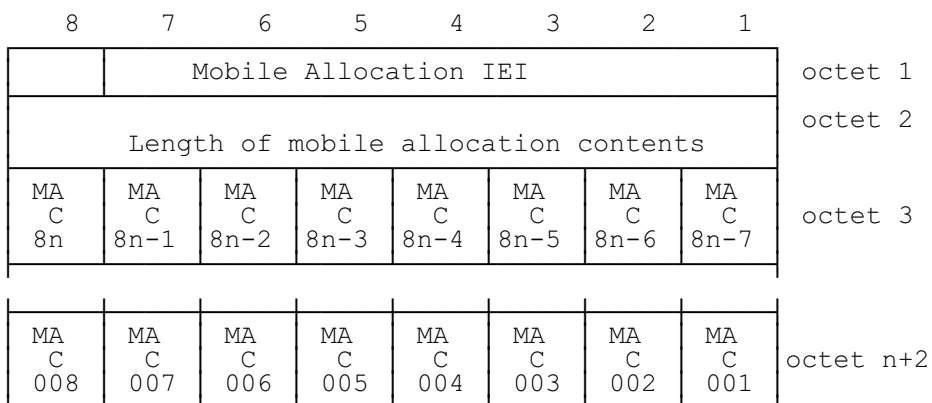 8 7 6 5 4 3 2 1
Mobile Allocation IEI octet 1
octet 2
Length of mobile allocation contents
MA MA MA MA MA MA MA MA
C C C C C C C C octet 3
8n 8n-1 8n-2 8n-3 8n-4 8n-5 8n-6 8n-7
MA MA MA MA MA MA MA MA
C C C C C C C C octet n+2
008 007 006 005 004 003 002 001